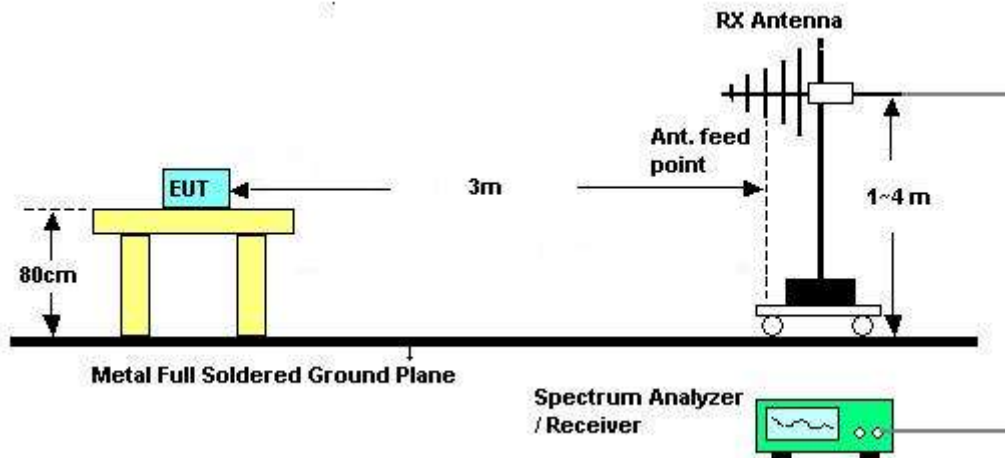 RX Antenna
Ant. feed
point
EUT
3m
1~4 m
80cm
Metal Full Soldered Ground Plane
Spectrum Analyzer
/ Receiver